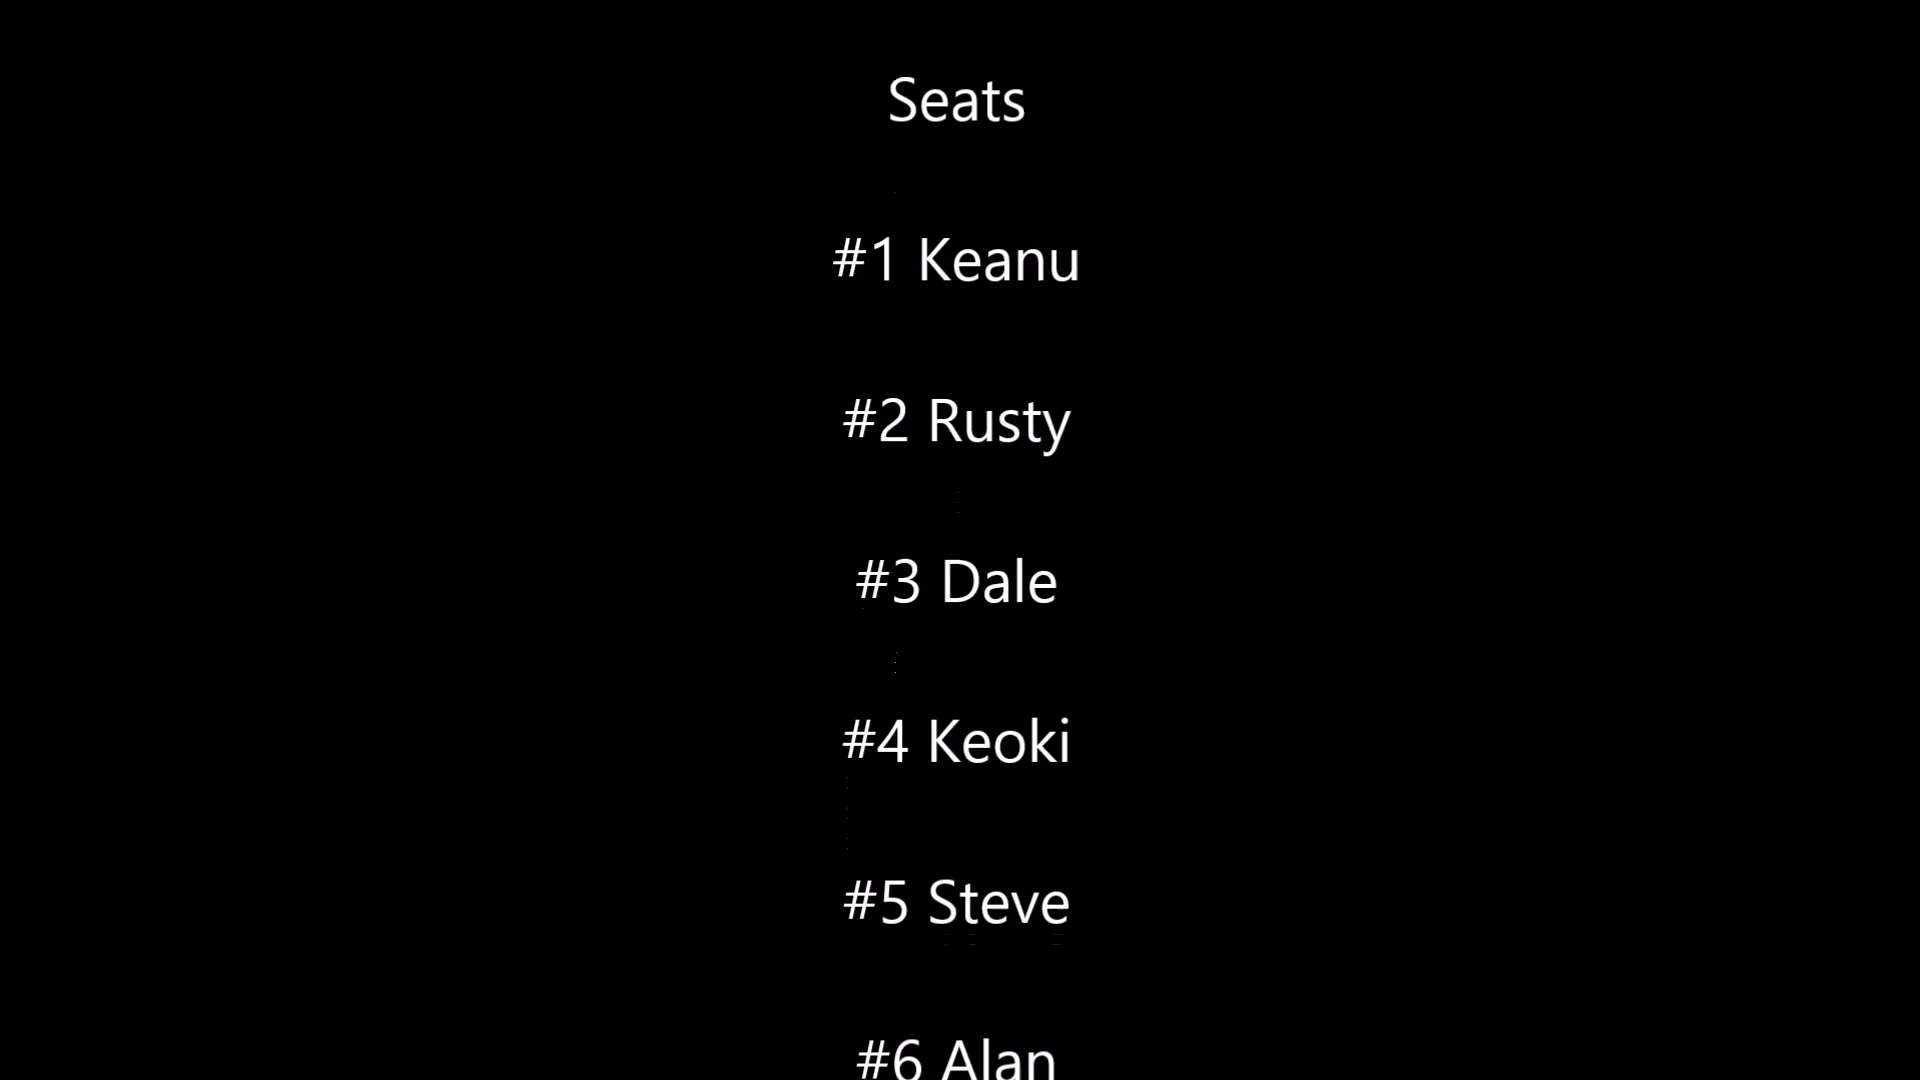 Seats
#1 Keanu
#2 Rusty
#3 Dale
#4 Keoki
#5 Steve
#6 Alan